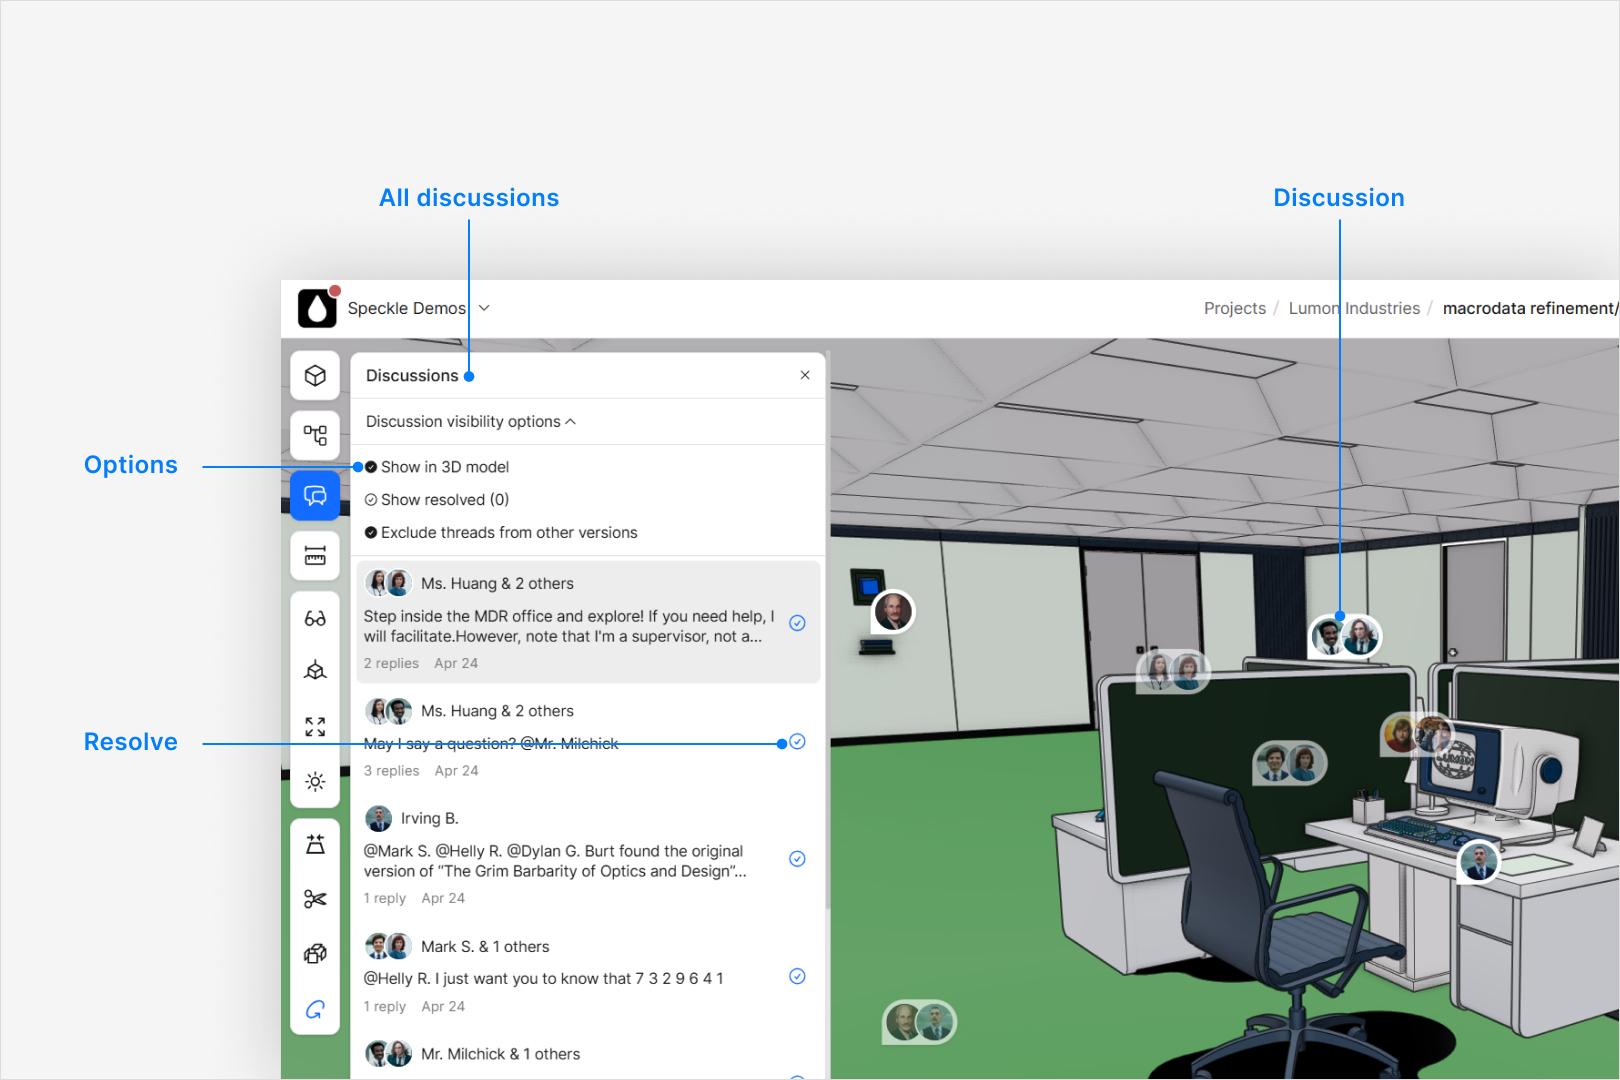 All discussions
Discussion
Speckle Demos
Projects / Lumon Industries / macrodata refinement/
Discussions
Discussion visibility options
Options
Show in 3D model
Show resolved (0)
Exclude threads from other versions
Ms. Huang & 2 others
Step inside the MDR office and explore! If you need help, I
will facilitate.However, note that I'm a supervisor, not a...
2 replies Apr 24
Ms. Huang & 2 others
Resolve
May I say a question? @Mr. Milchick
3 replies Apr 24
Irving B.
@Mark S. @Helly R. @Dylan G. Burt found the original
version of “The Grim Barbarity of Optics and Design”...
1 reply Apr 24
Mark S. & 1 others
@Helly R. I just want you to know that 7 3 2 9 6 4 1
1 reply Apr 24
Mr. Milchick & 1 others
LUMON